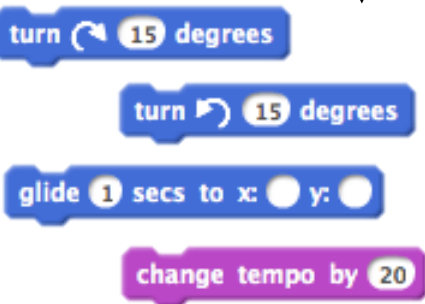 turn 15 degrees
turn 15 degrees
glide 1 secs to x: y:
change tempo by 20